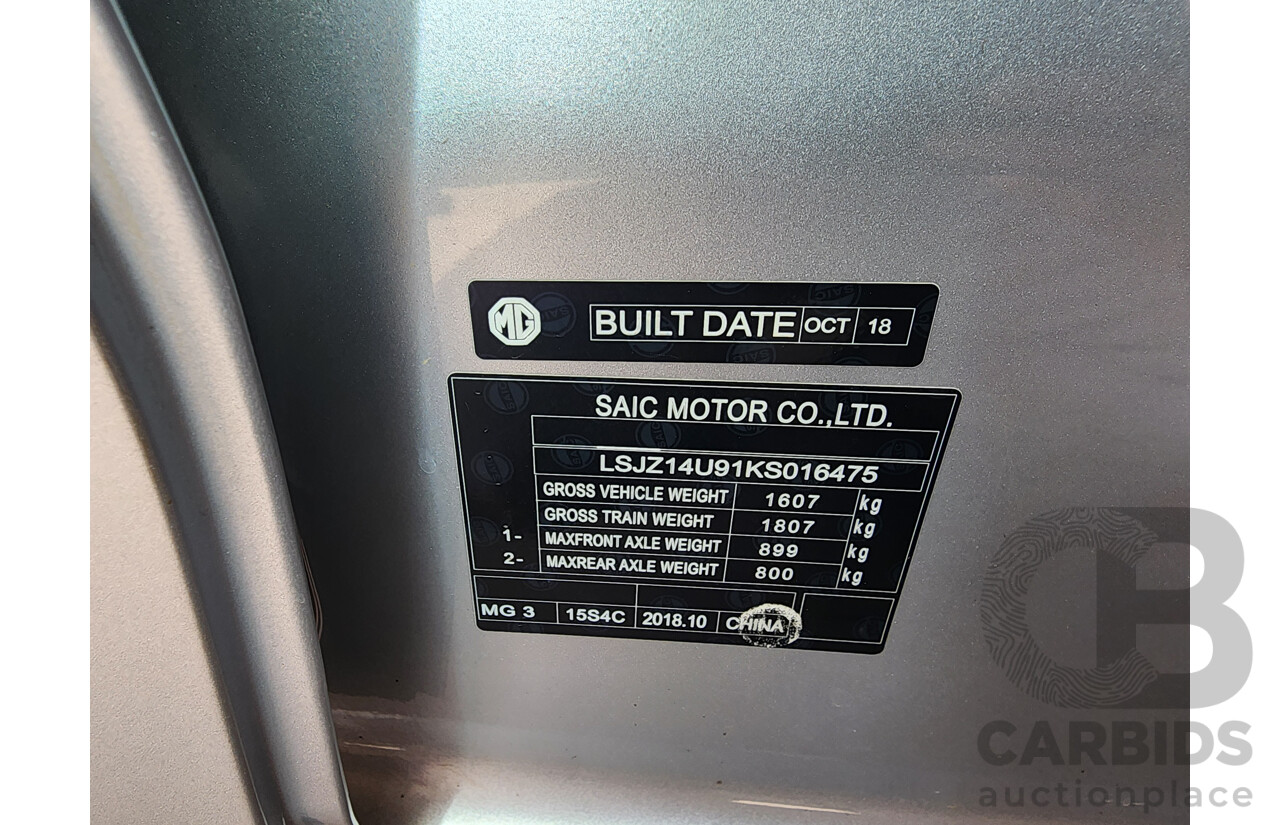 MG BUILT DATE OCT 18
SAIC MOTOR CO.,LTD.
LSJZ14U91KS016475
GROSS VEHICLE WEIGHT 1607 kg
GROSS TRAIN WEIGHT 1807 kg
1- MAXFRONT AXLE WEIGHT 899 kg
2- MAXREAR AXLE WEIGHT 800 kg
MG 3 15S4C 2018.10 CHINA
CB
CARBIDS
auctionplace